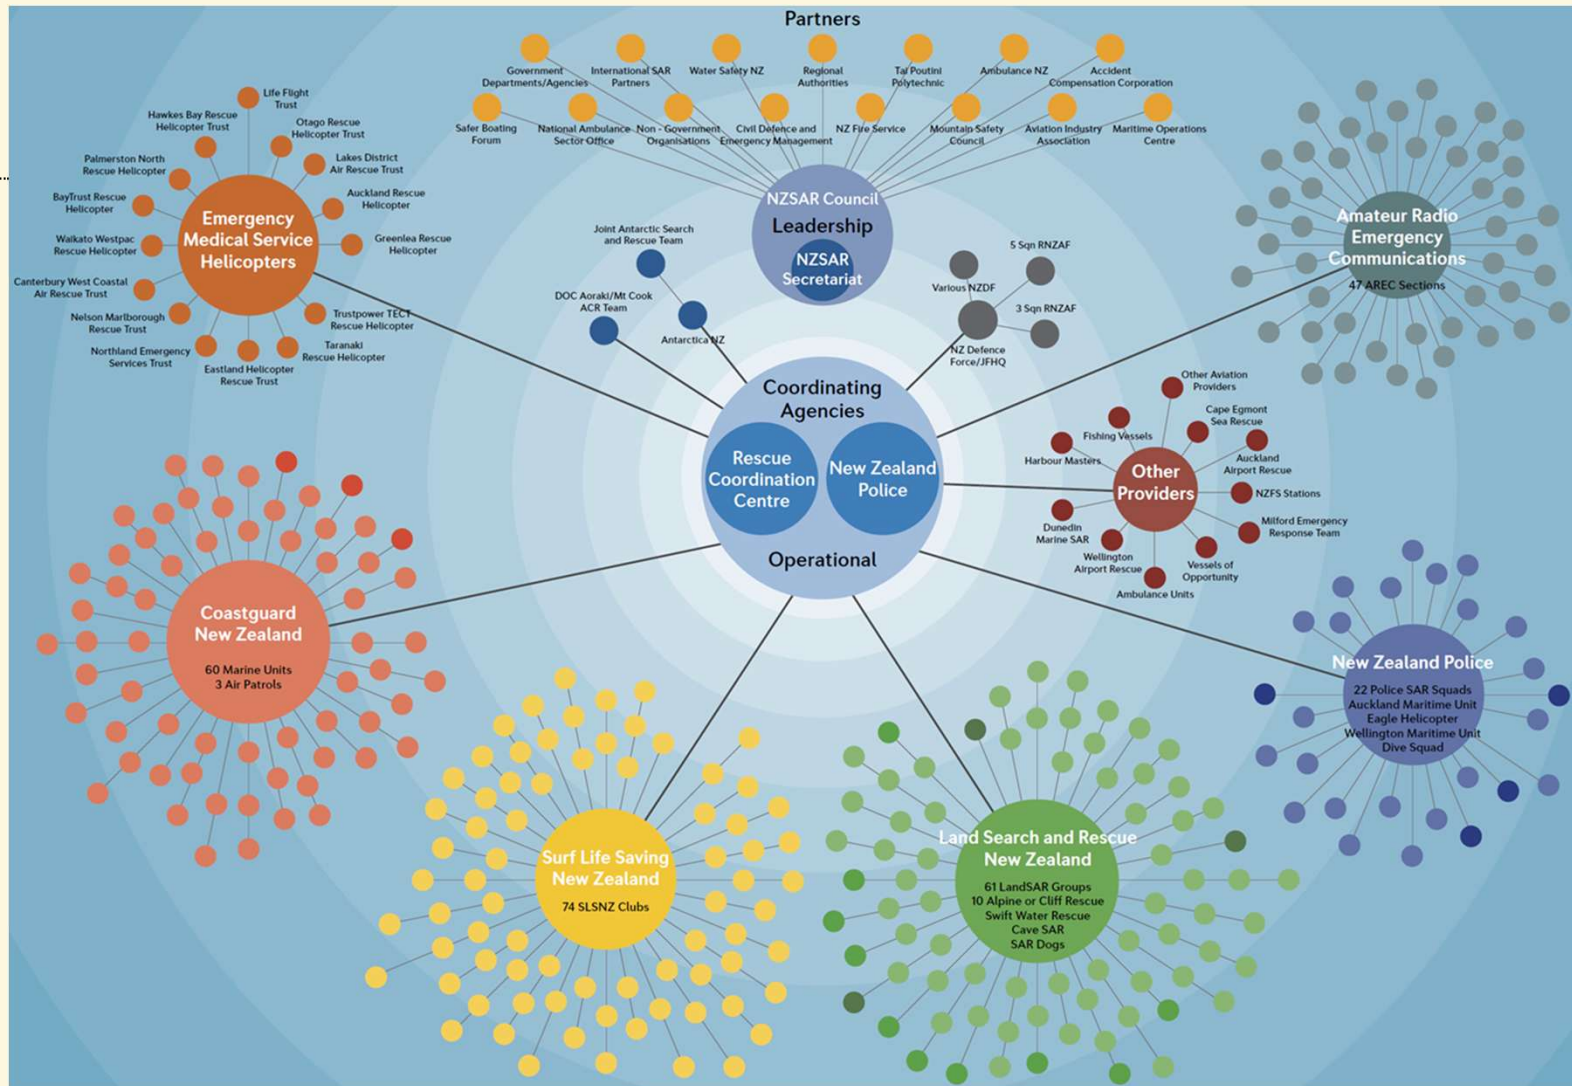 Partners
Government
Departments/Agencies
International SAR
Partners
Water Safety NZ
Regional
Authorities
Tai Poutini
Polytechnic
Ambulance NZ
Accident
Compensation Corporation
Safer Boating
Forum
National Ambulance
Sector Office
Non - Government
Organisations
Civil Defence and
Emergency Management
NZ Fire Service
Mountain Safety
Council
Aviation Industry
Association
Maritime Operations
Centre
NZSAR Council
Leadership
NZSAR
Secretariat
Life Flight
Trust
Hawkes Bay Rescue
Helicopter Trust
Otago Rescue
Helicopter Trust
Palmerston North
Rescue Helicopter
Lakes District
Air Rescue Trust
BayTrust Rescue
Helicopter
Auckland Rescue
Helicopter
Waikato Westpac
Rescue Helicopter
Greenlea Rescue
Helicopter
Canterbury West Coastal
Air Rescue Trust
Nelson Marlborough
Rescue Trust
Trustpower TECT
Rescue Helicopter
Northland Emergency
Services Trust
Taranaki
Rescue Helicopter
Eastland Helicopter
Rescue Trust
Emergency
Medical Service
Helicopters
Joint Antarctic Search
and Rescue Team
DOC Aoraki/Mt Cook
ACR Team
Antarctica NZ
5 Sqn RNZAF
Various NZDF
3 Sqn RNZAF
NZ Defence
Force/JFHQ
Amateur Radio
Emergency
Communications
47 AREC Sections
Coordinating
Agencies
Rescue
Coordination
Centre
New Zealand
Police
Operational
Other Aviation
Providers
Cape Egmont
Sea Rescue
Fishing Vessels
Harbour Masters
Auckland
Airport Rescue
Other
Providers
NZFS Stations
Dunedin
Marine SAR
Milford Emergency
Response Team
Wellington
Airport Rescue
Vessels of
Opportunity
Ambulance Units
Coastguard
New Zealand
60 Marine Units
3 Air Patrols
New Zealand Police
22 Police SAR Squads
Auckland Maritime Unit
Eagle Helicopter
Wellington Maritime Unit
Dive Squad
Surf Life Saving
New Zealand
74 SLSNZ Clubs
Land Search and Rescue
New Zealand
61 LandSAR Groups
10 Alpine or Cliff Rescue
Swift Water Rescue
Cave SAR
SAR Dogs